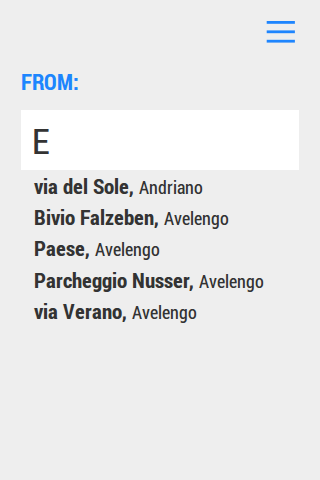 FROM:
E
via del Sole, Andriano
Bivio Falzeben, Avelengo
Paese, Avelengo
Parcheggio Nusser, Avelengo
via Verano, Avelengo